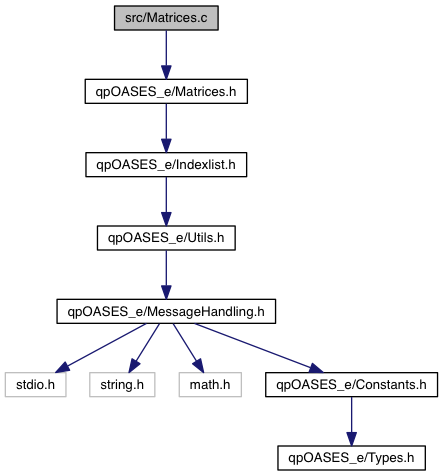 src/Matrices.c
qpOASES_e/Matrices.h
qpOASES_e/Indexlist.h
qpOASES_e/Utils.h
qpOASES_e/MessageHandling.h
stdio.h
string.h
math.h
qpOASES_e/Constants.h
qpOASES_e/Types.h